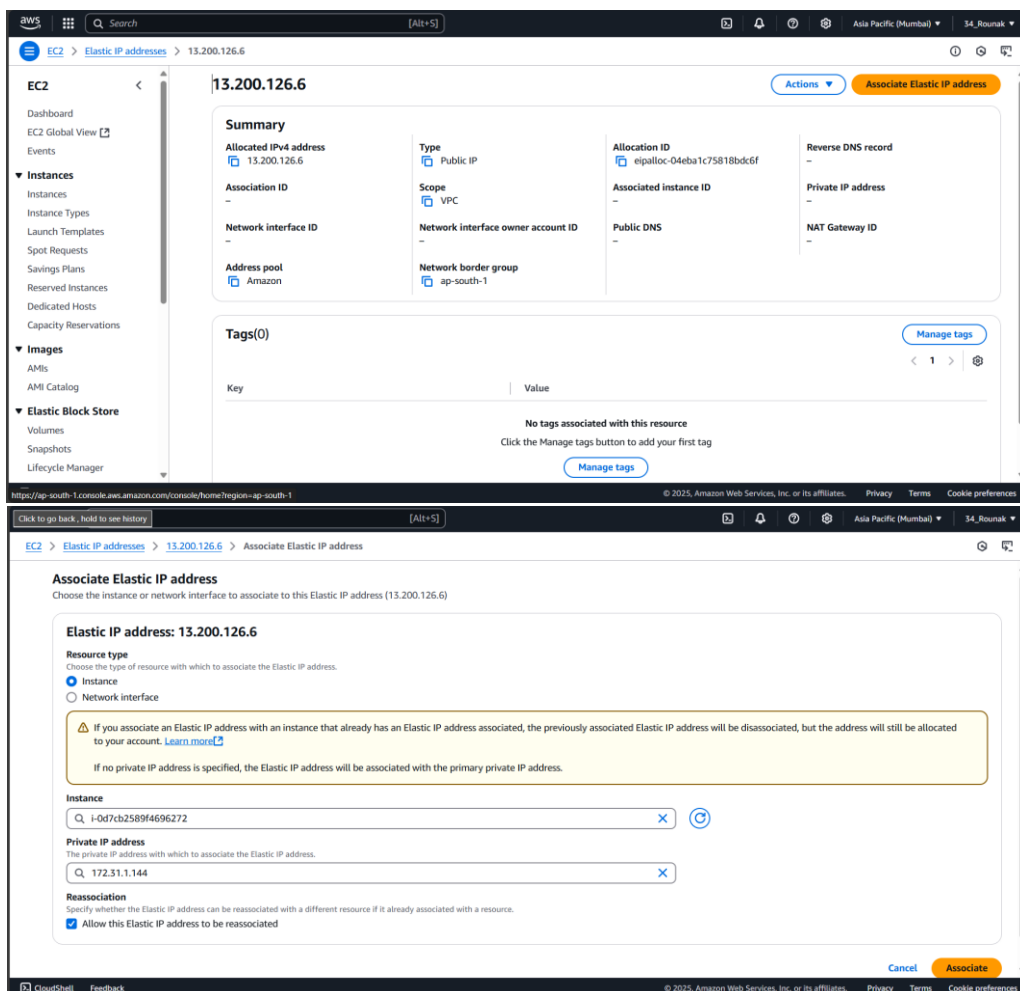 aws
Search
[Alt+S]
Asia Pacific (Mumbai)
34_Rounak
EC2 > Elastic IP addresses > 13.200.126.6
EC2
Dashboard
EC2 Global View
Events
Instances
Instances
Instance Types
Launch Templates
Spot Requests
Savings Plans
Reserved Instances
Dedicated Hosts
Capacity Reservations
Images
AMIs
AMI Catalog
Elastic Block Store
Volumes
Snapshots
Lifecycle Manager
13.200.126.6
Actions
Associate Elastic IP address
Summary
Allocated IPv4 address
13.200.126.6
Type
Public IP
Allocation ID
eipalloc-04eba1c75818bdc6f
Reverse DNS record
–
Association ID
–
Scope
VPC
Associated instance ID
–
Private IP address
–
Network interface ID
–
Network interface owner account ID
–
Public DNS
–
NAT Gateway ID
–
Address pool
Amazon
Network border group
ap-south-1
Tags(0)
Manage tags
< 1 >
Key
Value
No tags associated with this resource
Click the Manage tags button to add your first tag
Manage tags
https://ap-south-1.console.aws.amazon.com/console/home?region=ap-south-1
© 2025, Amazon Web Services, Inc. or its affiliates. Privacy Terms Cookie preferences
Click to go back, hold to see history
[Alt+S]
Asia Pacific (Mumbai)
34_Rounak
EC2 > Elastic IP addresses > 13.200.126.6 > Associate Elastic IP address
Associate Elastic IP address
Choose the instance or network interface to associate to this Elastic IP address (13.200.126.6)
Elastic IP address: 13.200.126.6
Resource type
Choose the type of resource with which to associate the Elastic IP address.
Instance
Network interface
If you associate an Elastic IP address with an instance that already has an Elastic IP address associated, the previously associated Elastic IP address will be disassociated, but the address will still be allocated
to your account. Learn more
If no private IP address is specified, the Elastic IP address will be associated with the primary private IP address.
Instance
i-0d7cb2589f4696272
Private IP address
The private IP address with which to associate the Elastic IP address.
172.31.1.144
Reassociation
Specify whether the Elastic IP address can be reassociated with a different resource if it already associated with a resource.
Allow this Elastic IP address to be reassociated
Cancel
Associate
CloudShell Feedback
© 2025, Amazon Web Services, Inc. or its affiliates. Privacy Terms Cookie preferences